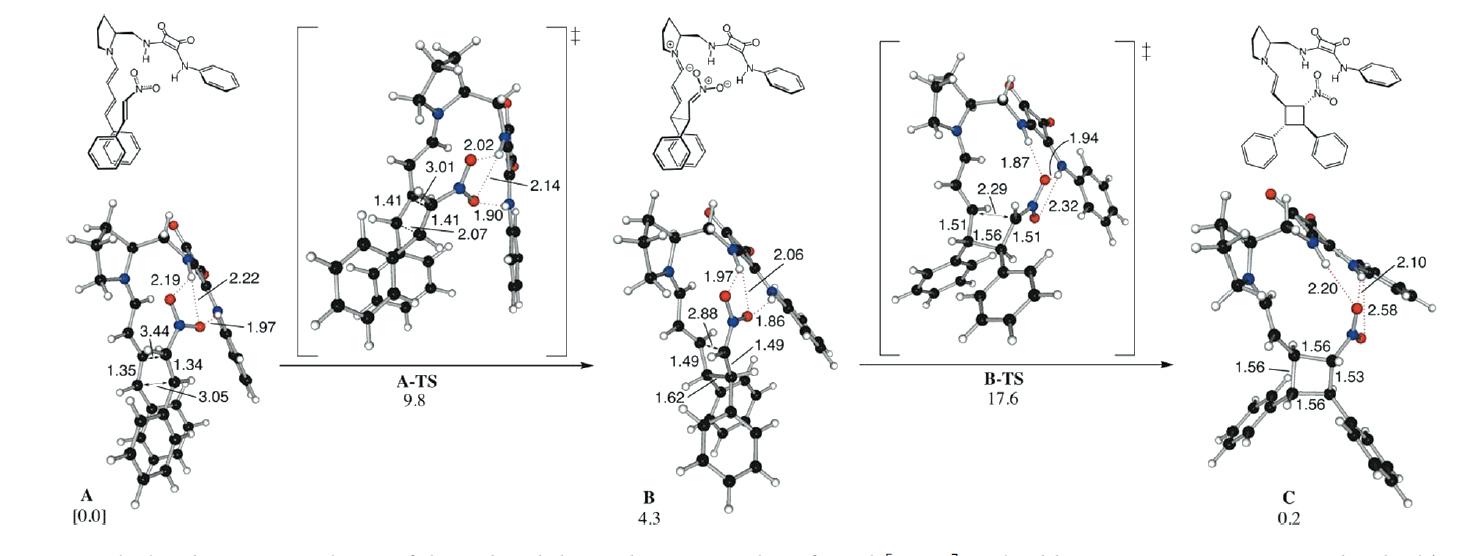 O
O
N
N
H
H
N
NO₂
‡
‡
O
O
N
⊕
N
H
H
N
⊖
O
N
⊕
O
⊖
O
O
N
N
H
H
N
NO₂
2.02
3.01
2.14
1.41
1.41
1.90
2.07
2.19
2.22
3.44
1.97
1.35
1.34
3.05
1.97
2.06
2.88
1.86
1.49
1.49
1.62
1.94
1.87
2.29
2.32
1.51
1.56
1.51
2.10
2.20
2.58
1.56
1.56
1.53
1.56
A-TS
9.8
B-TS
17.6
A
[0.0]
B
4.3
C
0.2